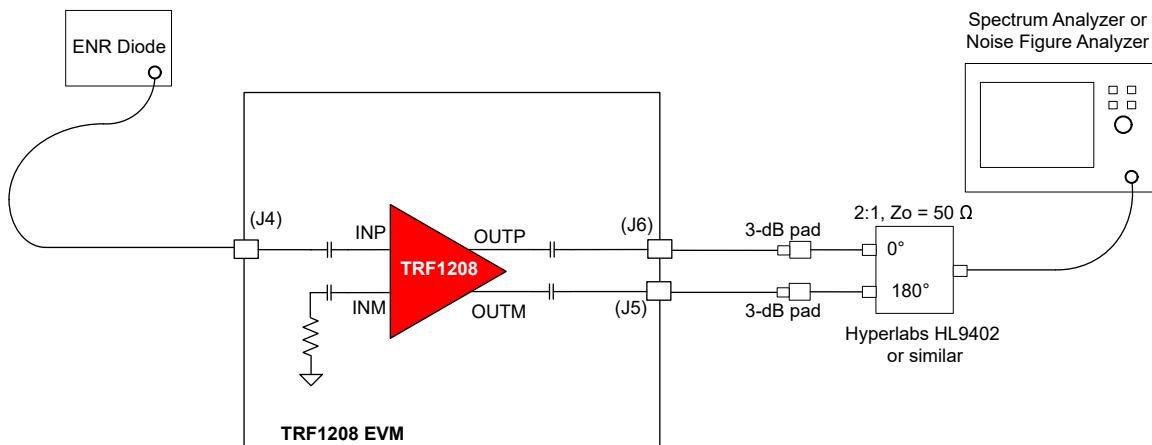 Spectrum Analyzer or
Noise Figure Analyzer
ENR Diode
(J4)
INP
INM
TRF1208
OUTP
OUTM
(J6)
(J5)
3-dB pad
3-dB pad
2:1, Zo = 50 Ω
0°
180°
Hyperlabs HL9402
or similar
TRF1208 EVM